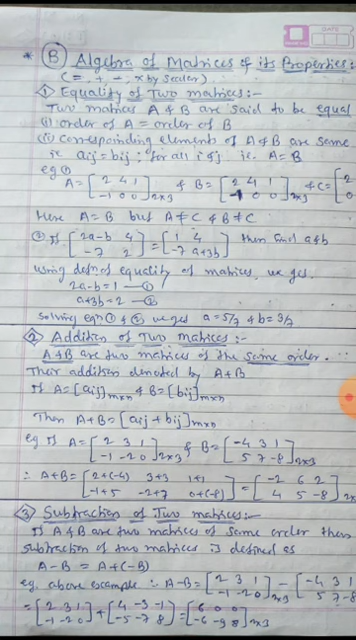 DATE
* (B) Algebra of Matrices & its Properties:
(=, +, -, × by Scalar)
① Equality of Two matrices:-
Two matrices A & B are said to be equal
(i) order of A = order of B
(ii) corresponding elements of A & B are same
ie aij = bij ; for all i & j ie. A = B
eg ① A = [2 4 1 / -1 0 0]2×3 & B = [2 4 1 / -1 0 0]2×3 & C = [2 / 0
Here A = B but A ≠ C & B ≠ C
② If [2a-b 4 / -7 2] = [1 4 / -7 a+3b] then find a & b
using defn of equality of matrices, we get.
2a-b = 1 — ①
a+3b = 2 — ②
Solving eqn ① & ② we get a = 5/7 & b = 3/7
② Addition of Two matrices:-
A & B are two matrices of the same order.
Their addition denoted by A+B
If A = [aij]m×n & B = [bij]m×n
Then A+B = [aij + bij]m×n
eg If A = [2 3 1 / -1 -2 0]2×3 & B = [-4 3 1 / 5 7 -8]2×3
∴ A+B = [2+(-4) 3+3 1+1 / -1+5 -2+7 0+(-8)] = [-2 6 2 / 4 5 -8]2×
③ Subtraction of Two matrices:-
If A & B are two matrices of same order then
subtraction of two matrices is defined as
A-B = A+(-B)
eg. above example ∴ A-B = [2 3 1 / -1 -2 0]2×3 - [-4 3 1 / 5 7 -8
= [2 3 1 / -1 -2 0] + [4 -3 -1 / -5 -7 8] = [6 0 0 / -6 -9 8]2×3